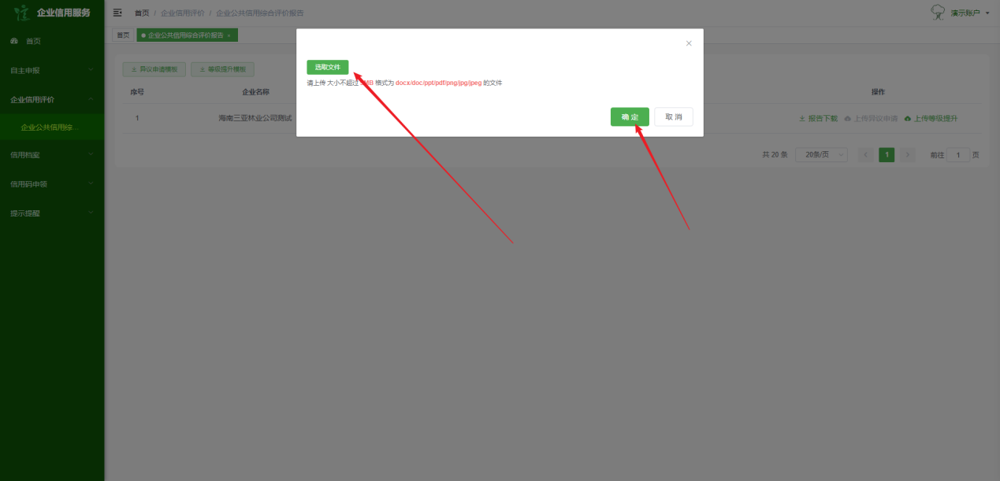 企业信用服务
首页 / 企业信用评价 / 企业公共信用综合评价报告
演示账户
首页
企业公共信用综合评价报告 ×
首页
自主申报
企业信用评价
企业公共信用综...
信用档案
信用码申领
提示提醒
异议申请模板
等级提升模板
选取文件
请上传 大小不超过 MB 格式为 docx/doc/ppt/pdf/png/jpg/jpeg 的文件
确 定
取 消
序号
企业名称
操作
1
海南三亚林业公司测试
报告下载
上传异议申请
上传等级提升
共 20 条
20条/页
<
1
>
前往 1 页